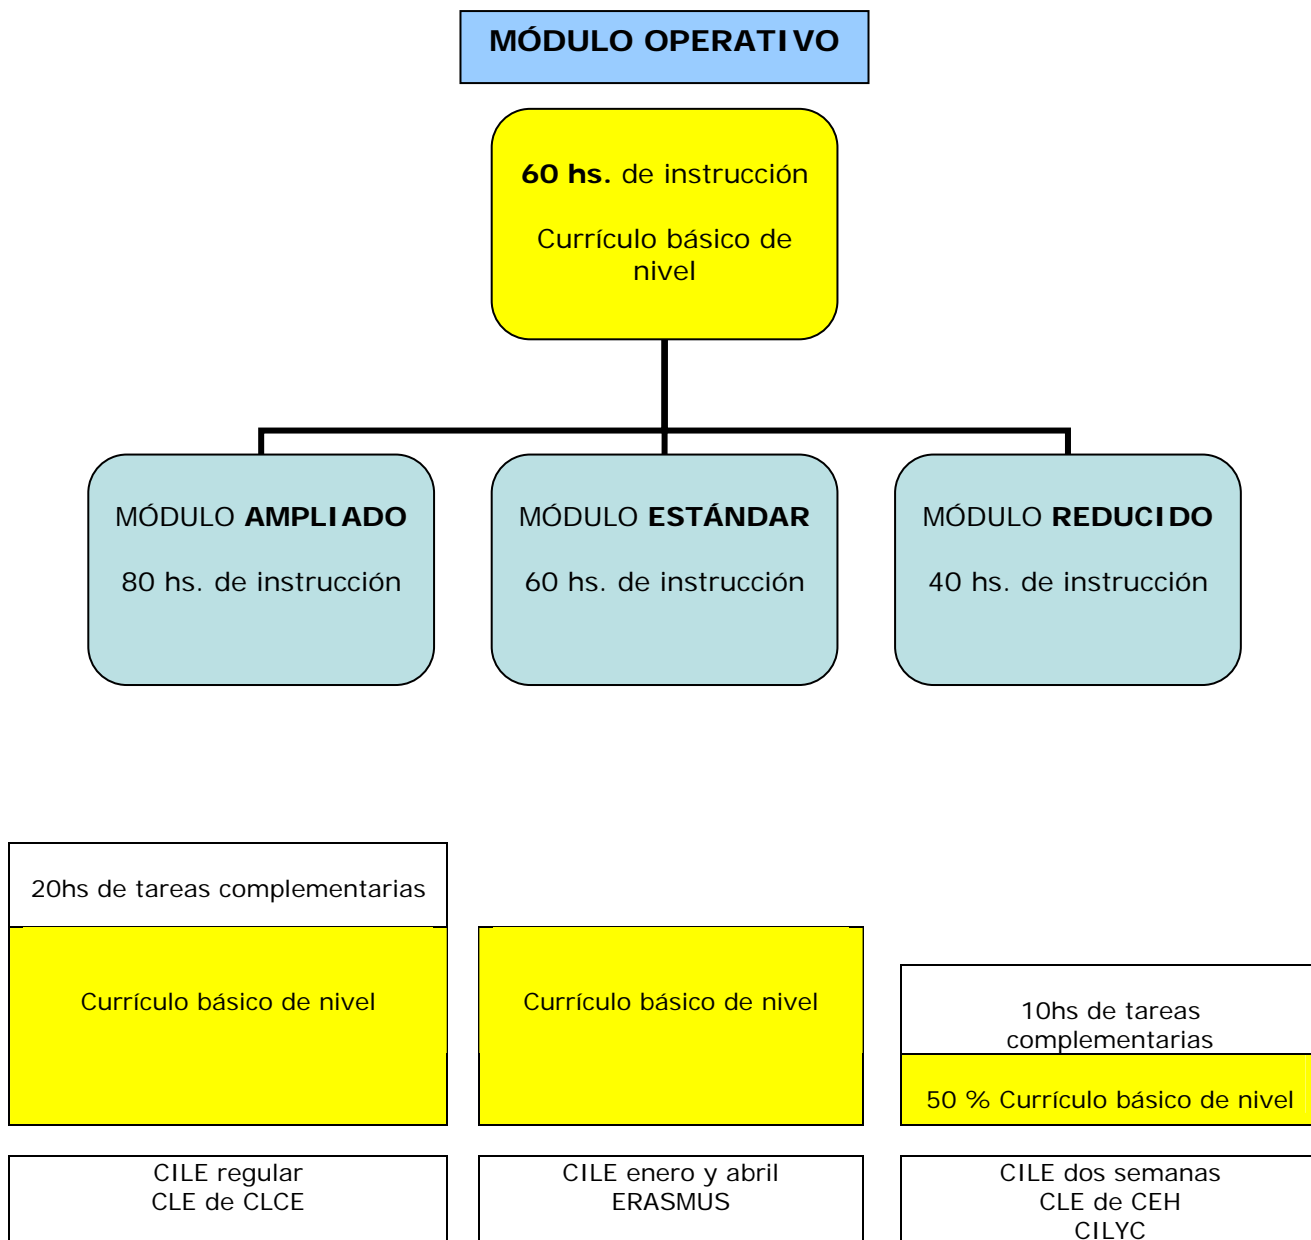 MÓDULO OPERATIVO
60 hs. de instrucción
Currículo básico de
nivel
MÓDULO AMPLIADO
80 hs. de instrucción
MÓDULO ESTÁNDAR
60 hs. de instrucción
MÓDULO REDUCIDO
40 hs. de instrucción
20hs de tareas complementarias
Currículo básico de nivel
Currículo básico de nivel
10hs de tareas
complementarias
50 % Currículo básico de nivel
CILE regular
CLE de CLCE
CILE enero y abril
ERASMUS
CILE dos semanas
CLE de CEH
CILYC